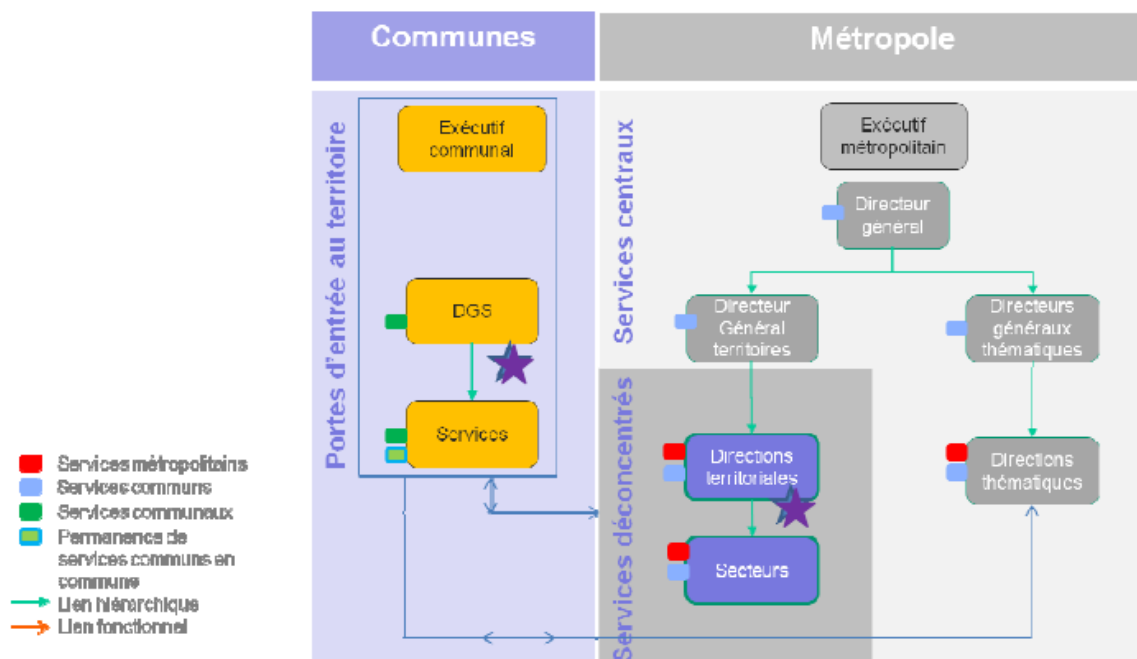 Communes
Métropole
Portes d'entrée au territoire
Exécutif
communal
DGS
Services
Services centraux
Exécutif
métropolitain
Directeur
général
Directeur
Général
territoires
Directeurs
généraux
thématiques
Services déconcentrés
Directions
territoriales
Secteurs
Directions
thématiques
Services métropolitains
Services communs
Services communaux
Permanence de
services communs en
commune
Lien hiérarchique
Lien fonctionnel